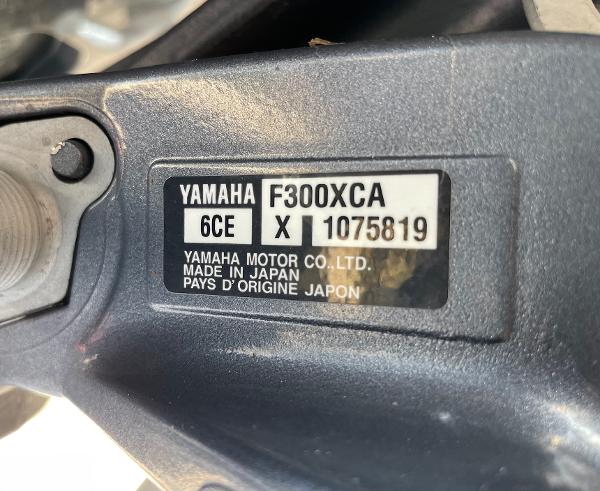 YAMAHA F300XCA
6CE X 1075819
YAMAHA MOTOR CO.,LTD.
MADE IN JAPAN
PAYS D'ORIGINE JAPON